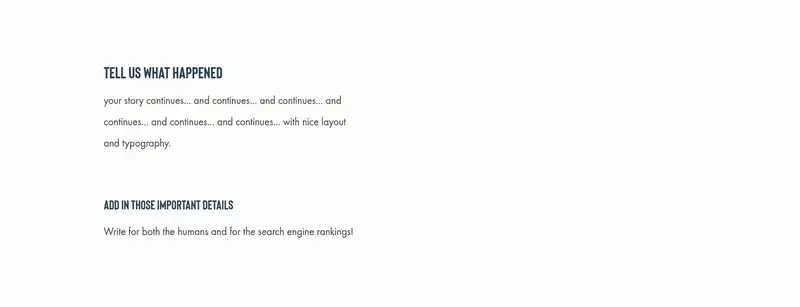 TELL US WHAT HAPPENED
your story continues... and continues... and continues... and
continues... and continues... and continues... with nice layout
and typography.
ADD IN THOSE IMPORTANT DETAILS
Write for both the humans and for the search engine rankings!